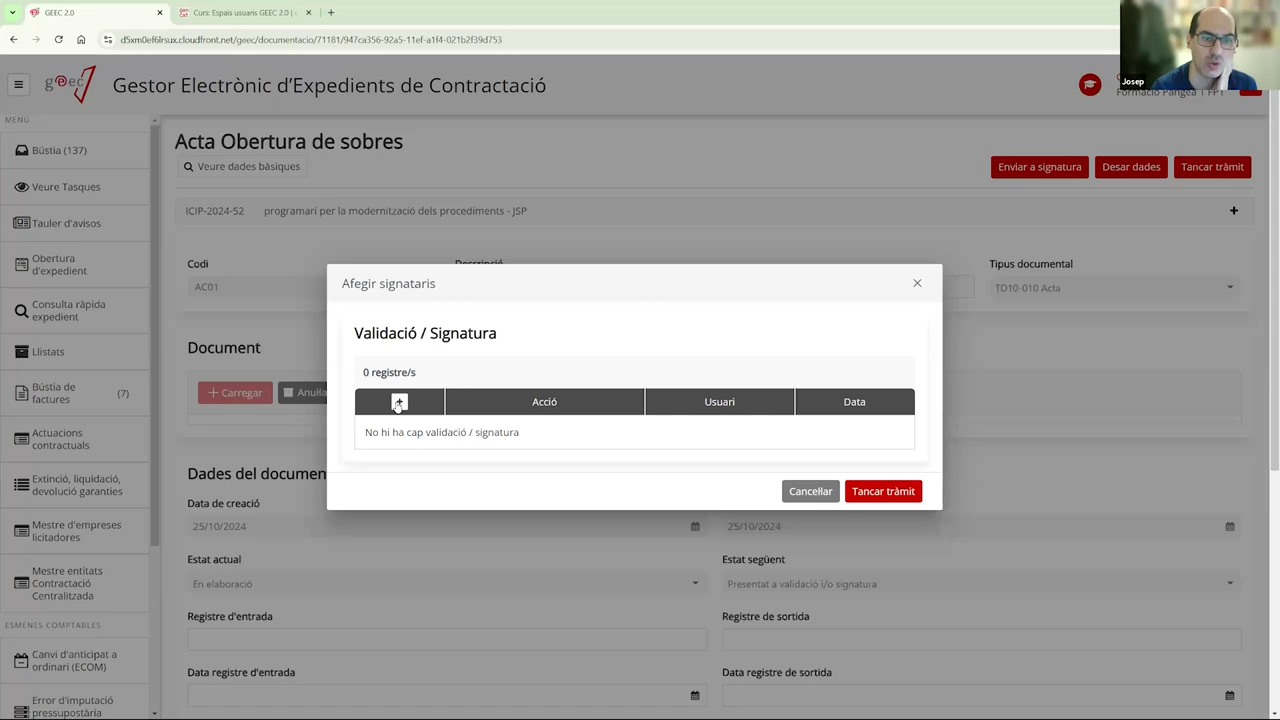 GEEC 2.0
Curs: Espais usuaris GEEC 2.0 | c
d5xm0ef6lrsux.cloudfront.net/geec/documentacio/71181/947ca356-92a5-11ef-a1f4-021b2f39d753
Josep
geec
Gestor Electrònic d'Expedients de Contractació
Formació Pangea 1 FPT
MENÚ
Bústia (137)
Veure Tasques
Tauler d'avisos
Obertura
d'expedient
Consulta ràpida
expedient
Llistats
Bústia de
factures
(7)
Actuacions
contractuals
Extinció, liquidació,
devolució garanties
Mestre d'empreses
licitadores
Mestre entitats
Contractació
Centralitzada
ESMENES COMPTABLES
Canvi d'anticipat a
ordinari (ECOM)
Error d'imputació
pressupostària
Acta Obertura de sobres
Veure dades bàsiques
Enviar a signatura
Desar dades
Tancar tràmit
ICIP-2024-52 programari per la modernització dels procediments - JSP
Codi
Descripció
Tipus documental
AC01
TD10-010 Acta
Document
Carregar
Anul·la
Afegir signataris
Validació / Signatura
0 registre/s
Acció
Usuari
Data
No hi ha cap validació / signatura
Cancel·lar
Tancar tràmit
Dades del documen
Data de creació
25/10/2024
25/10/2024
Estat actual
Estat següent
En elaboració
Presentat a validació i/o signatura
Registre d'entrada
Registre de sortida
Data registre d'entrada
Data registre de sortida